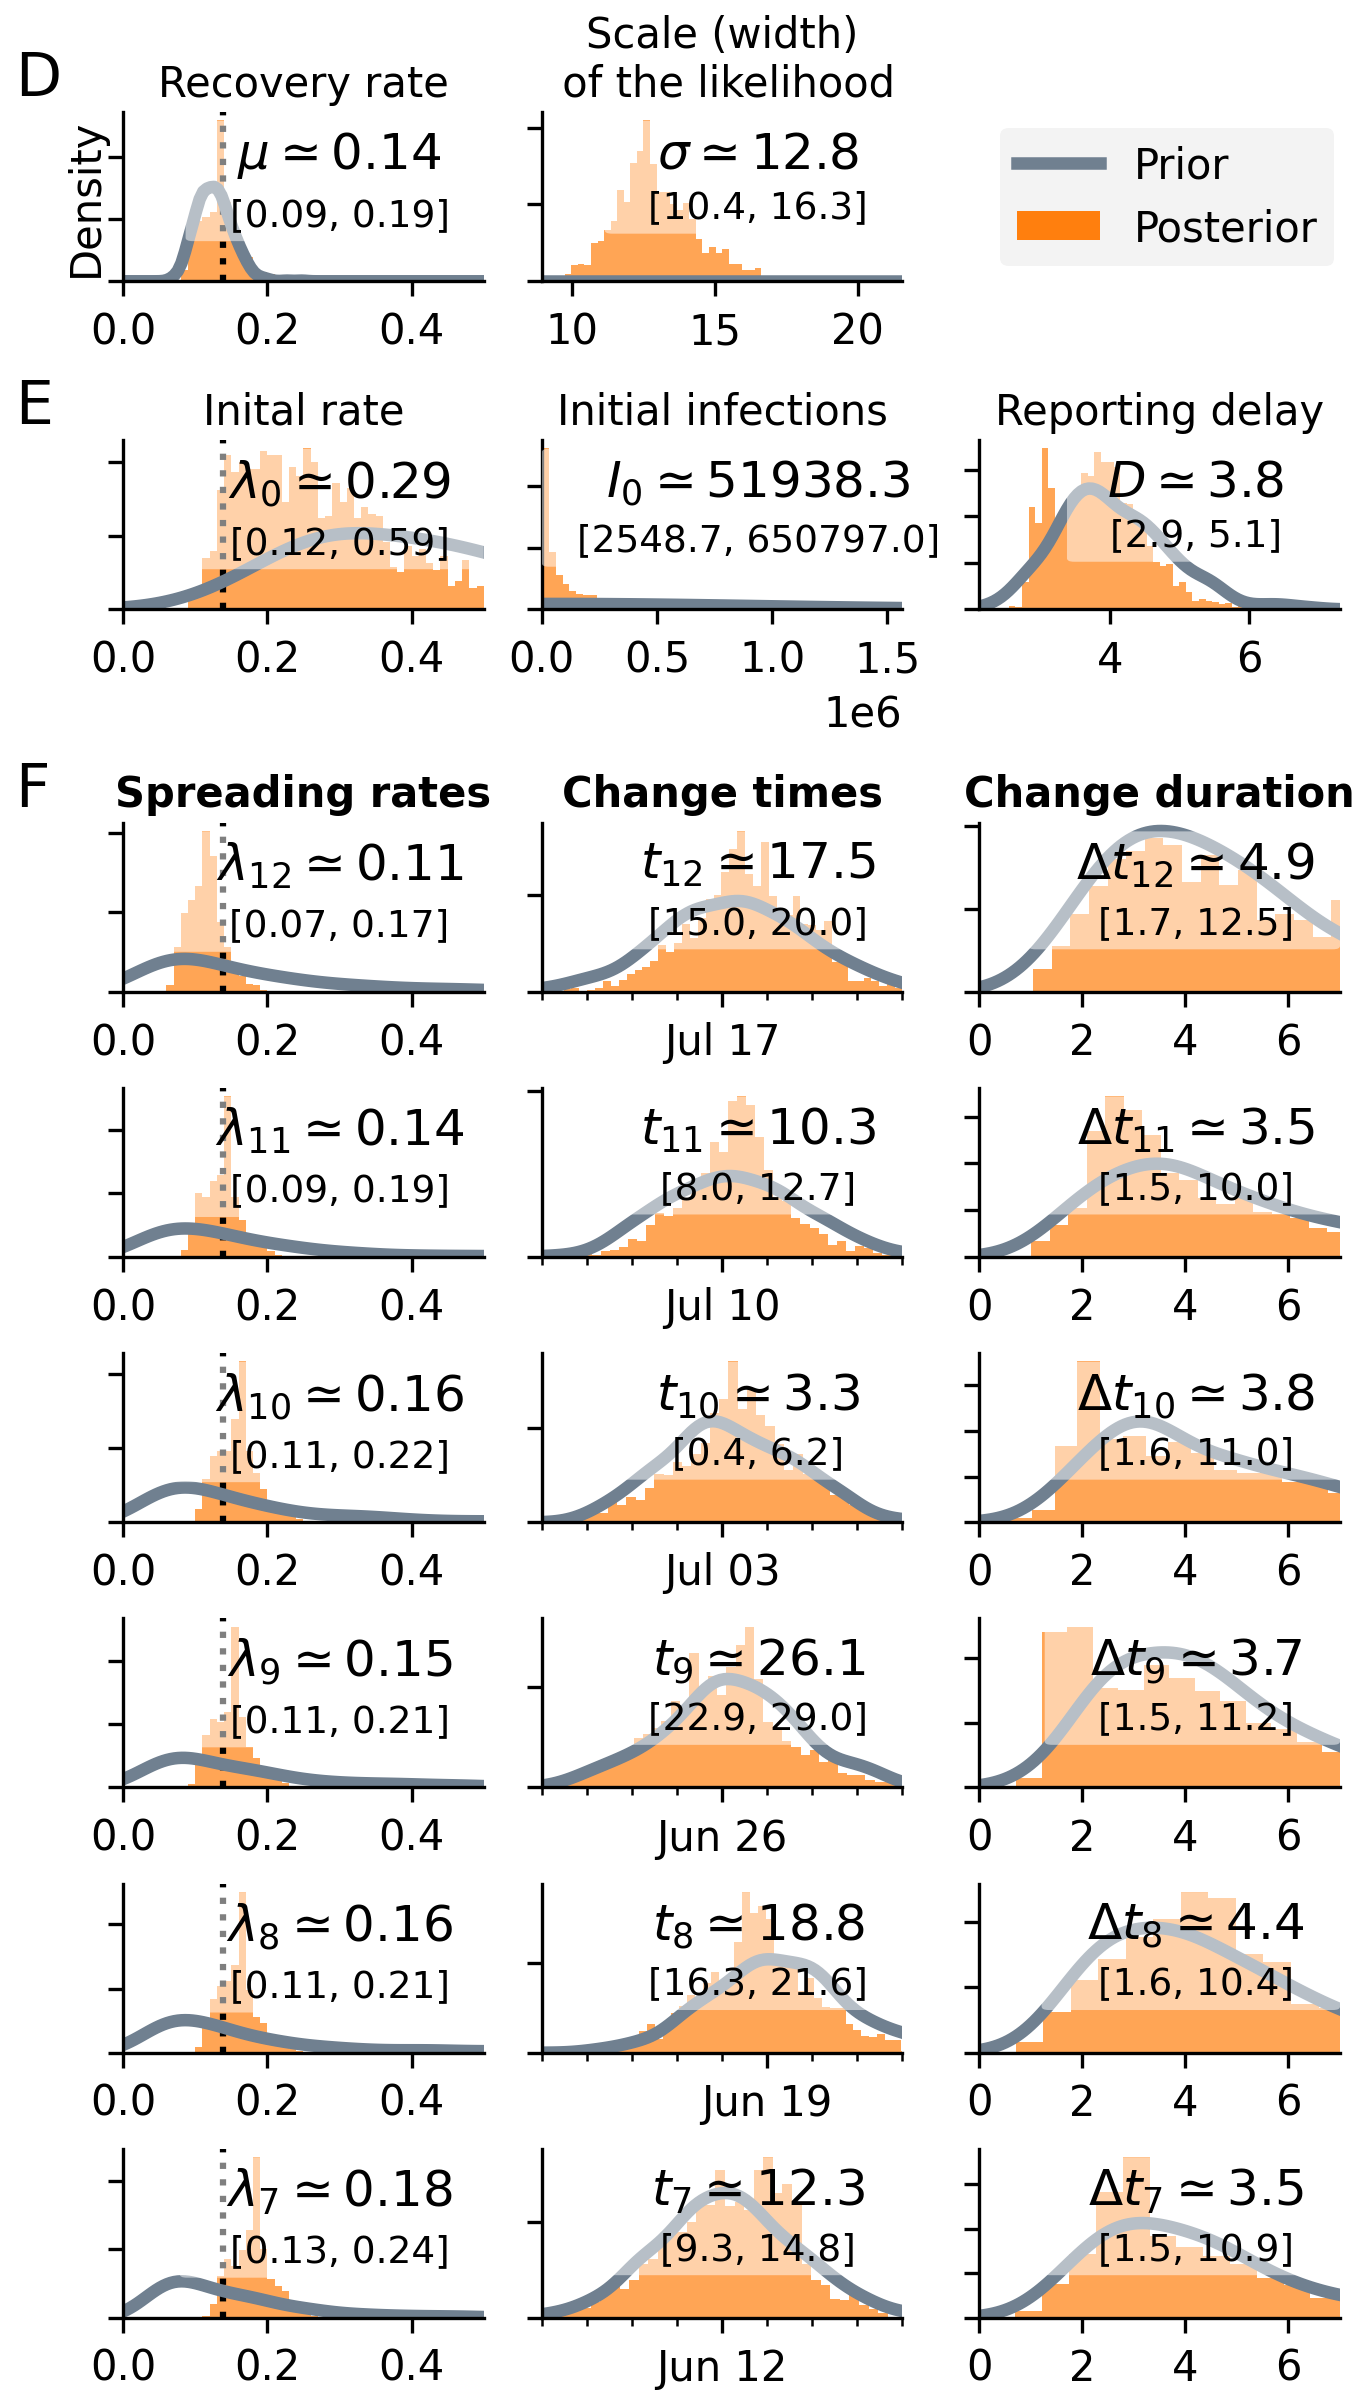 D
Recovery rate
Scale (width)
of the likelihood
Density
μ ≃ 0.14
[0.09, 0.19]
σ ≃ 12.8
[10.4, 16.3]
Prior
Posterior
0.0 0.2 0.4
10 15 20
E
Inital rate
Initial infections
Reporting delay
λ₀ ≃ 0.29
[0.12, 0.59]
I₀ ≃ 51938.3
[2548.7, 650797.0]
D ≃ 3.8
[2.9, 5.1]
0.0 0.2 0.4
0.0 0.5 1.0 1.5
1e6
4 6
F
Spreading rates
Change times
Change duration
λ₁₂ ≃ 0.11
[0.07, 0.17]
t₁₂ ≃ 17.5
[15.0, 20.0]
Δt₁₂ ≃ 4.9
[1.7, 12.5]
0.0 0.2 0.4
Jul 17
0 2 4 6
λ₁₁ ≃ 0.14
[0.09, 0.19]
t₁₁ ≃ 10.3
[8.0, 12.7]
Δt₁₁ ≃ 3.5
[1.5, 10.0]
0.0 0.2 0.4
Jul 10
0 2 4 6
λ₁₀ ≃ 0.16
[0.11, 0.22]
t₁₀ ≃ 3.3
[0.4, 6.2]
Δt₁₀ ≃ 3.8
[1.6, 11.0]
0.0 0.2 0.4
Jul 03
0 2 4 6
λ₉ ≃ 0.15
[0.11, 0.21]
t₉ ≃ 26.1
[22.9, 29.0]
Δt₉ ≃ 3.7
[1.5, 11.2]
0.0 0.2 0.4
Jun 26
0 2 4 6
λ₈ ≃ 0.16
[0.11, 0.21]
t₈ ≃ 18.8
[16.3, 21.6]
Δt₈ ≃ 4.4
[1.6, 10.4]
0.0 0.2 0.4
Jun 19
0 2 4 6
λ₇ ≃ 0.18
[0.13, 0.24]
t₇ ≃ 12.3
[9.3, 14.8]
Δt₇ ≃ 3.5
[1.5, 10.9]
0.0 0.2 0.4
Jun 12
0 2 4 6